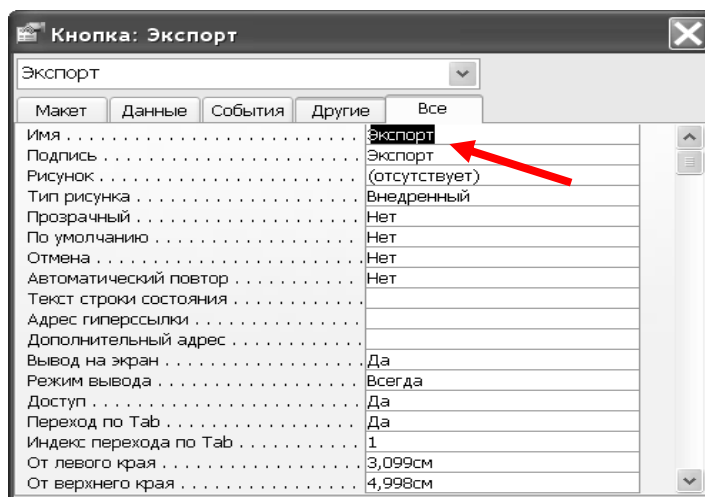 Кнопка: Экспорт
Экспорт
Макет Данные События Другие Все
Имя . . . . . . . . . . . . . . . . . . . . . . . . . . . Экспорт
Подпись . . . . . . . . . . . . . . . . . . . . . . . . Экспорт
Рисунок . . . . . . . . . . . . . . . . . . . . . . . . (отсутствует)
Тип рисунка . . . . . . . . . . . . . . . . . . . . . Внедренный
Прозрачный . . . . . . . . . . . . . . . . . . . . . Нет
По умолчанию . . . . . . . . . . . . . . . . . . . Нет
Отмена . . . . . . . . . . . . . . . . . . . . . . . . . Нет
Автоматический повтор . . . . . . . . . . . Нет
Текст строки состояния . . . . . . . . . . . .
Адрес гиперссылки . . . . . . . . . . . . . . .
Дополнительный адрес . . . . . . . . . . . .
Вывод на экран . . . . . . . . . . . . . . . . . . Да
Режим вывода . . . . . . . . . . . . . . . . . . . Всегда
Доступ . . . . . . . . . . . . . . . . . . . . . . . . . Да
Переход по Tab . . . . . . . . . . . . . . . . . . Да
Индекс перехода по Tab . . . . . . . . . . . 1
От левого края . . . . . . . . . . . . . . . . . . 3,099см
От верхнего края . . . . . . . . . . . . . . . . 4,998см